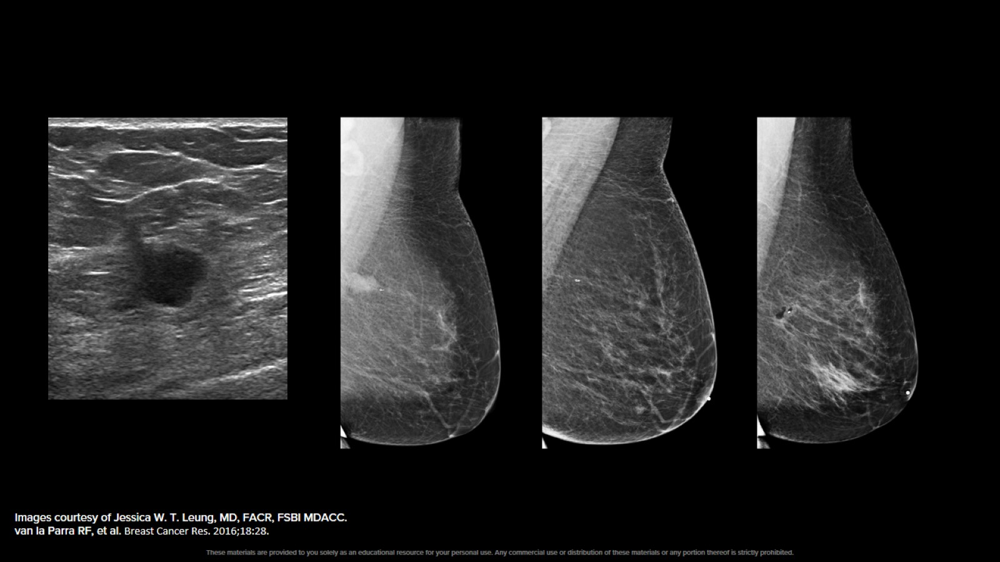 Images courtesy of Jessica W. T. Leung, MD, FACR, FSBI MDACC.
van la Parra RF, et al. Breast Cancer Res. 2016;18:28.
These materials are provided to you solely as an educational resource for your personal use. Any commercial use or distribution of these materials or any portion thereof is strictly prohibited.